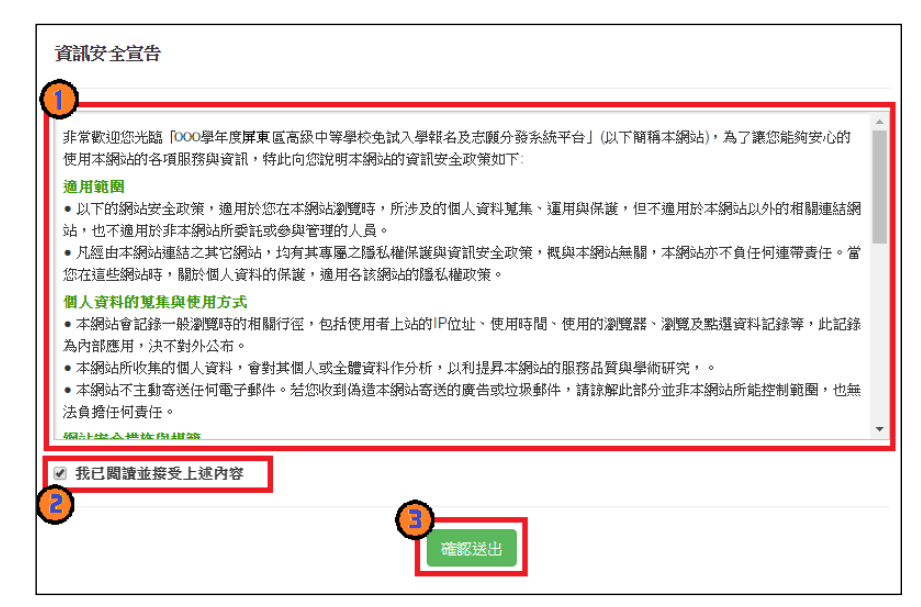 資訊安全宣告
1
非常歡迎您光臨「OOO學年度屏東區高級中等學校免試入學報名及志願分發系統平台」(以下簡稱本網站)，為了讓您能夠安心的
使用本網站的各項服務與資訊，特此向您說明本網站的資訊安全政策如下:
適用範圍
● 以下的網站安全政策，適用於您在本網站瀏覽時，所涉及的個人資料蒐集、運用與保護，但不適用於本網站以外的相關連結網
站，也不適用於非本網站所委託或參與管理的人員。
● 凡經由本網站連結之其它網站，均有其專屬之隱私權保護與資訊安全政策，概與本網站無關，本網站亦不負任何連帶責任。當
您在這些網站時，關於個人資料的保護，適用各該網站的隱私權政策。
個人資料的蒐集與使用方式
● 本網站會記錄一般瀏覽時的相關行徑，包括使用者上站的IP位址、使用時間、使用的瀏覽器、瀏覽及點選資料記錄等，此記錄
為內部應用，決不對外公布。
● 本網站所收集的個人資料，會對其個人或全體資料作分析，以利提昇本網站的服務品質與學術研究，。
● 本網站不主動寄送任何電子郵件。若您收到偽造本網站寄送的廣告或垃圾郵件，請諒解此部分並非本網站所能控制範圍，也無
法負擔任何責任。
網站安全措施與規範
我已閱讀並接受上述內容
2
3
確認送出